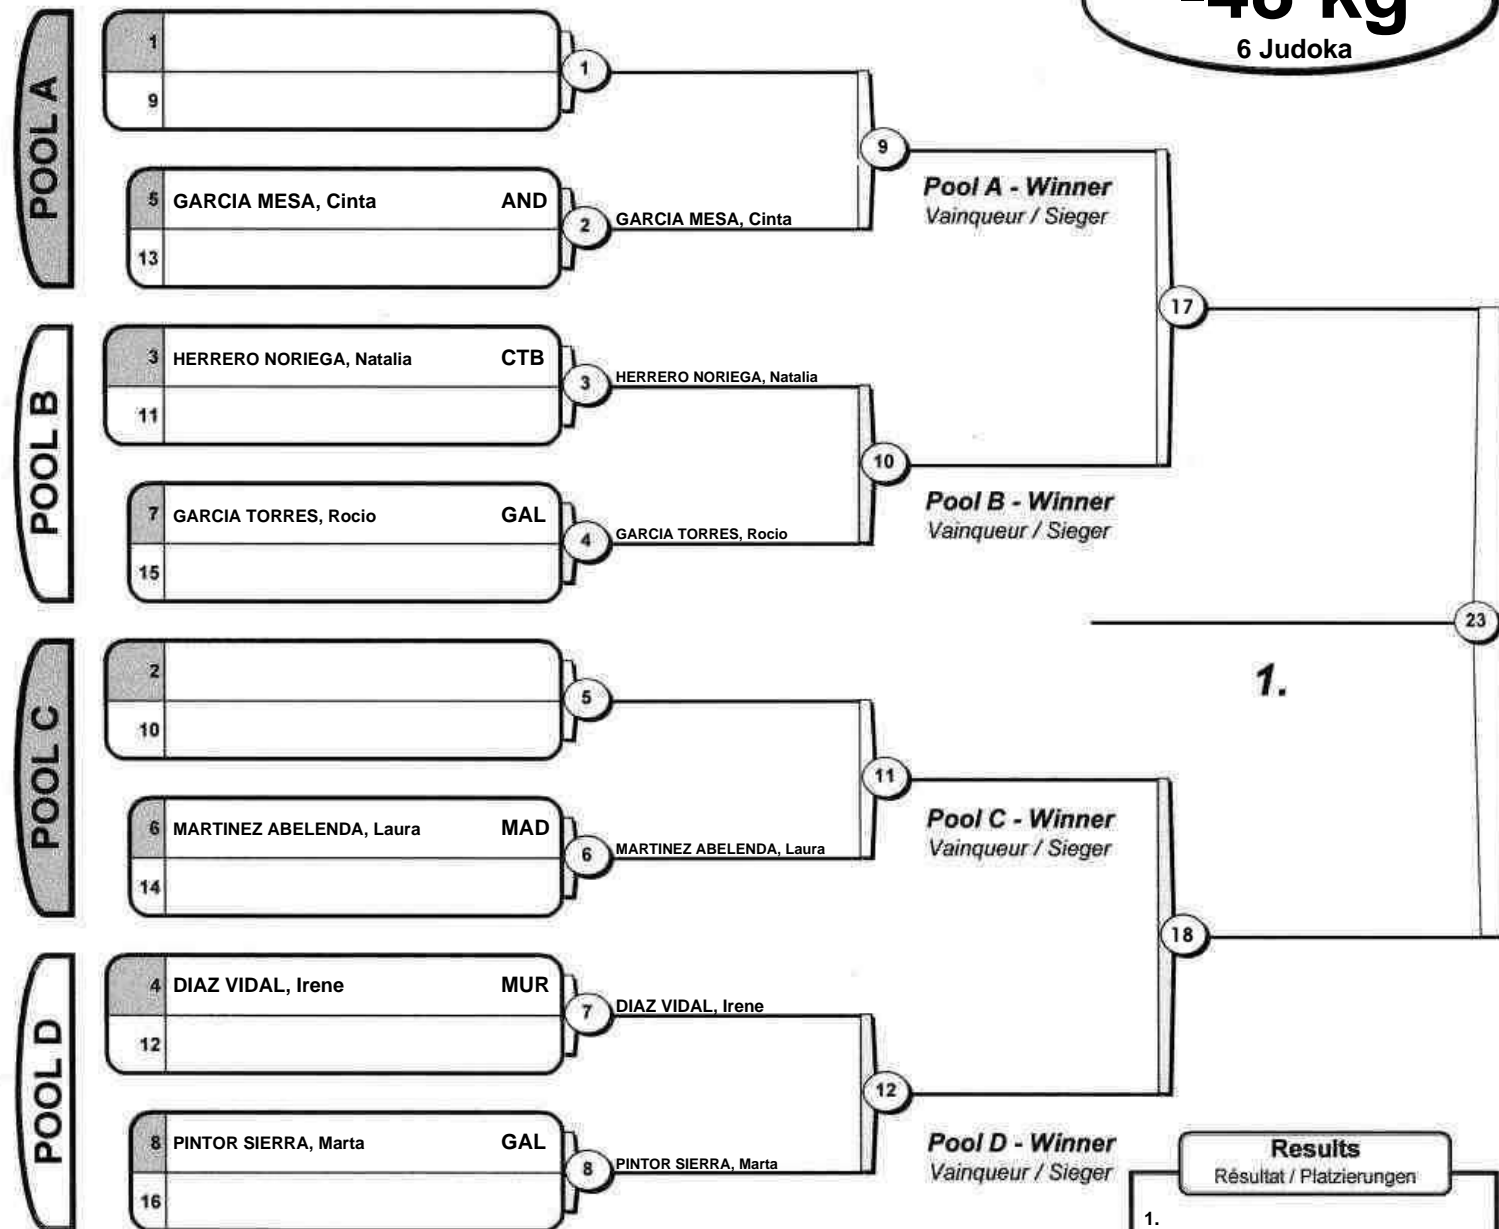 -48 kg
6 Judoka
POOL A
1
9
1
5 GARCIA MESA, Cinta AND
13
2
GARCIA MESA, Cinta
9
Pool A - Winner
Vainqueur / Sieger
17
POOL B
3 HERRERO NORIEGA, Natalia CTB
11
3
HERRERO NORIEGA, Natalia
7 GARCIA TORRES, Rocio GAL
15
4
GARCIA TORRES, Rocio
10
Pool B - Winner
Vainqueur / Sieger
23
1.
POOL C
2
10
5
6 MARTINEZ ABELENDA, Laura MAD
14
6
MARTINEZ ABELENDA, Laura
11
Pool C - Winner
Vainqueur / Sieger
18
POOL D
4 DIAZ VIDAL, Irene MUR
12
7
DIAZ VIDAL, Irene
8 PINTOR SIERRA, Marta GAL
16
8
PINTOR SIERRA, Marta
12
Pool D - Winner
Vainqueur / Sieger
Results
Résultat / Platzierungen
1.